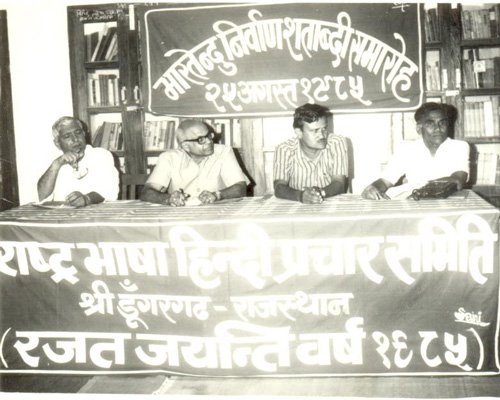 भारतेन्दु निर्वाण शताब्दी समारोह
२५ अगस्त १९८५
राष्ट्र भाषा हिन्दी प्रचार समिति
श्री डूँगरगढ - राजस्थान
(रजत जयन्ति वर्ष १९८५)